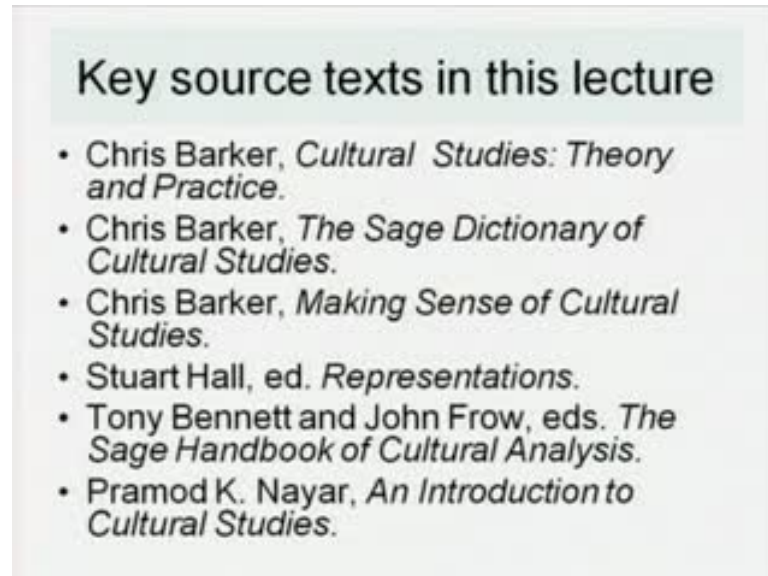 Key source texts in this lecture
• Chris Barker, Cultural Studies: Theory
and Practice.
• Chris Barker, The Sage Dictionary of
Cultural Studies.
• Chris Barker, Making Sense of Cultural
Studies.
• Stuart Hall, ed. Representations.
• Tony Bennett and John Frow, eds. The
Sage Handbook of Cultural Analysis.
• Pramod K. Nayar, An Introduction to
Cultural Studies.